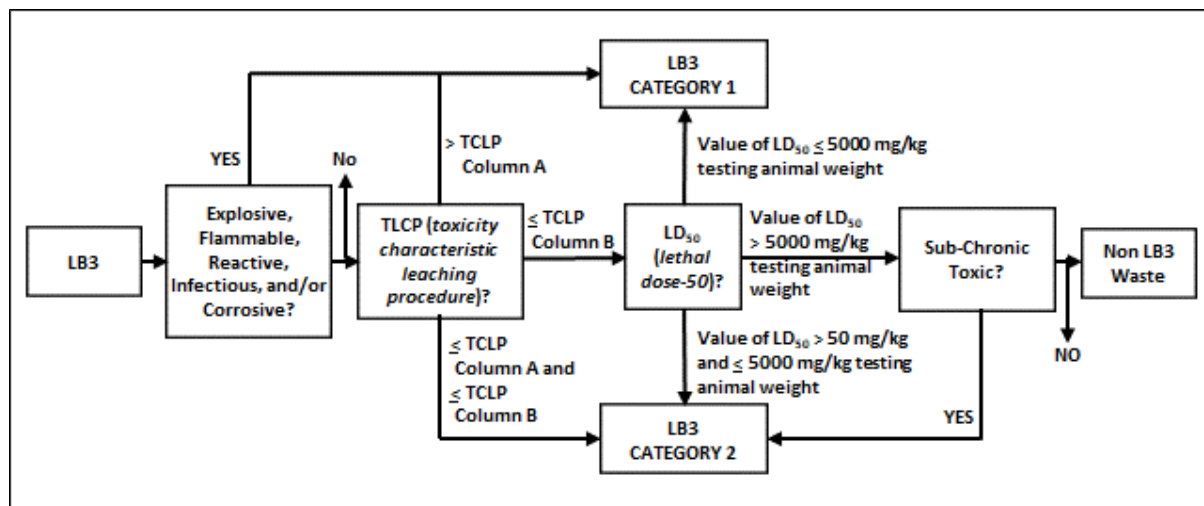 LB3
CATEGORY 1
YES
No
> TCLP
Column A
Value of LD₅₀ ≤ 5000 mg/kg
testing animal weight
LB3
Explosive,
Flammable,
Reactive,
Infectious, and/or
Corrosive?
TLCP (toxicity
characteristic
leaching
procedure)?
≤ TCLP
Column B
LD₅₀
(lethal
dose-50)?
Value of LD₅₀
> 5000 mg/kg
testing animal
weight
Sub-Chronic
Toxic?
Non LB3
Waste
≤ TCLP
Column A and
≤ TCLP
Column B
Value of LD₅₀ > 50 mg/kg
and ≤ 5000 mg/kg testing
animal weight
NO
YES
LB3
CATEGORY 2